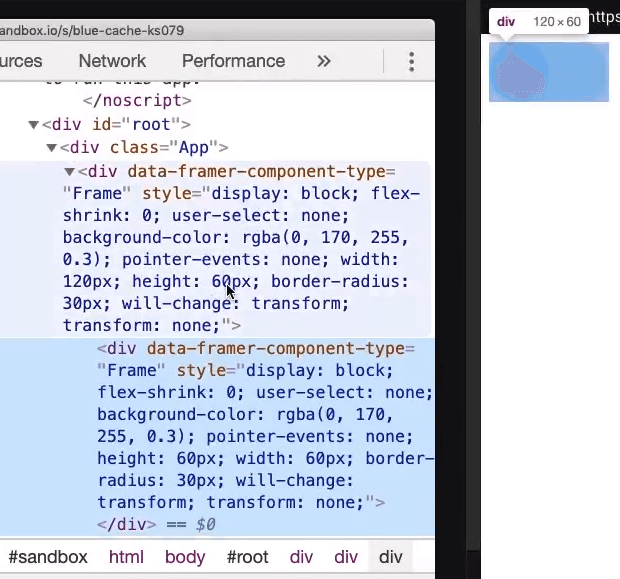 andbox.io/s/blue-cache-ks079
urces Network Performance »
to run this app.
</noscript>
▼<div id="root">
▼<div class="App">
▼<div data-framer-component-type=
"Frame" style="display: block; flex-
shrink: 0; user-select: none;
background-color: rgba(0, 170, 255,
0.3); pointer-events: none; width:
120px; height: 60px; border-radius:
30px; will-change: transform;
transform: none;">
<div data-framer-component-type=
"Frame" style="display: block;
flex-shrink: 0; user-select: none;
background-color: rgba(0, 170,
255, 0.3); pointer-events: none;
height: 60px; width: 60px; border-
radius: 30px; will-change:
transform; transform: none;">
</div> == $0
#sandbox html body #root div div div
div 120 × 60
https